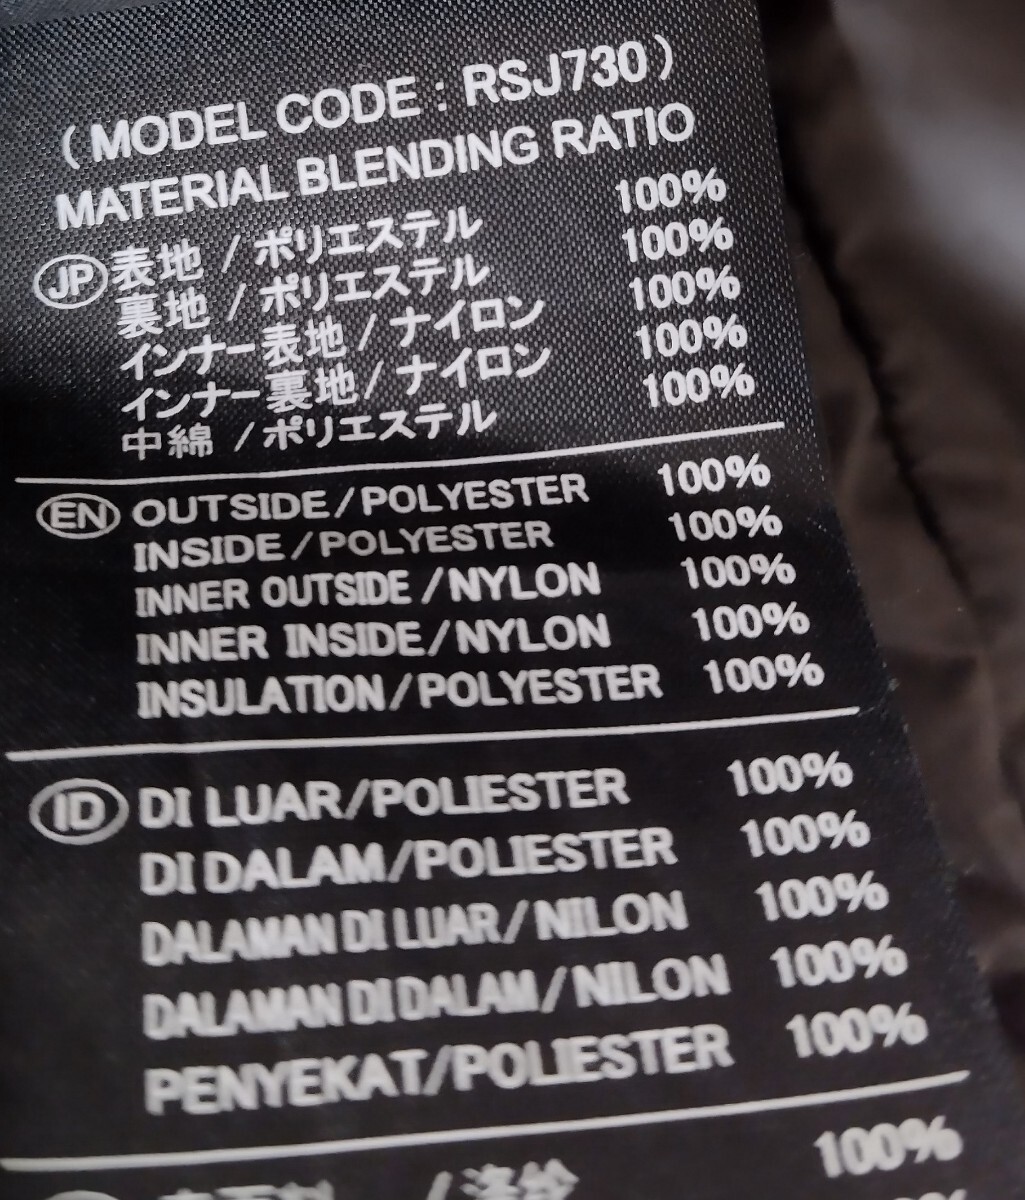 (MODEL CODE : RSJ730)
MATERIAL BLENDING RATIO
JP 表地 / ポリエステル 100%
裏地 / ポリエステル 100%
インナー表地 / ナイロン 100%
インナー裏地 / ナイロン 100%
中綿 / ポリエステル 100%
EN OUTSIDE/POLYESTER 100%
INSIDE/POLYESTER 100%
INNER OUTSIDE/NYLON 100%
INNER INSIDE/NYLON 100%
INSULATION/POLYESTER 100%
ID DI LUAR/POLIESTER 100%
DI DALAM/POLIESTER 100%
DALAMAN DI LUAR/NILON 100%
DALAMAN DI DALAM/NILON 100%
PENYEKAT/POLIESTER 100%
/ 100%